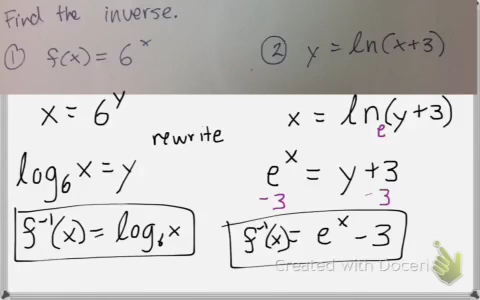 Find the inverse.
① f(x) = 6^x
② y = ln(x+3)
x = 6^y
rewrite
log₆ x = y
f⁻¹(x) = log₆ x
x = ln_e(y+3)
e^x = y + 3
-3 -3
f⁻¹(x) = e^x - 3
Created with Doceri